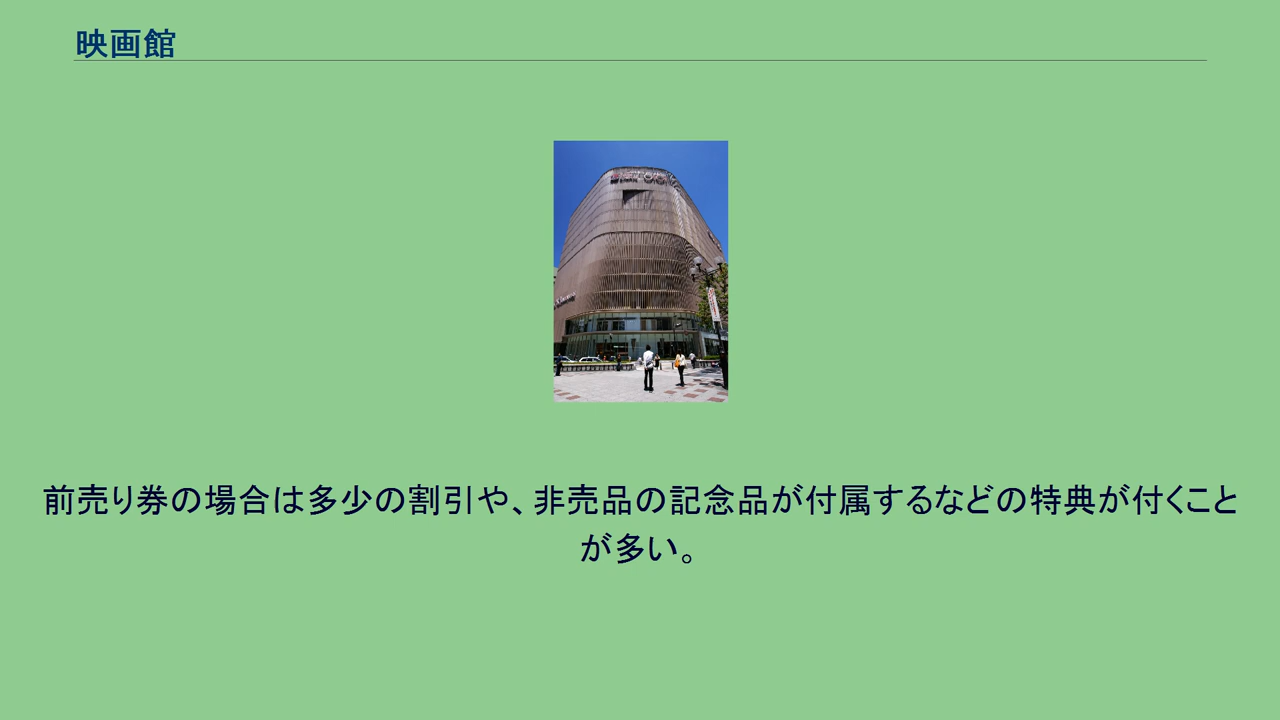 映画館
前売り券の場合は多少の割引や、非売品の記念品が付属するなどの特典が付くこと
が多い。